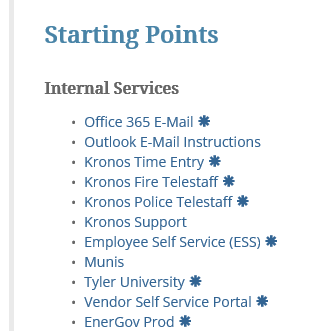 Starting Points
Internal Services
• Office 365 E-Mail ✱
• Outlook E-Mail Instructions
• Kronos Time Entry ✱
• Kronos Fire Telestaff ✱
• Kronos Police Telestaff ✱
• Kronos Support
• Employee Self Service (ESS) ✱
• Munis
• Tyler University ✱
• Vendor Self Service Portal ✱
• EnerGov Prod ✱